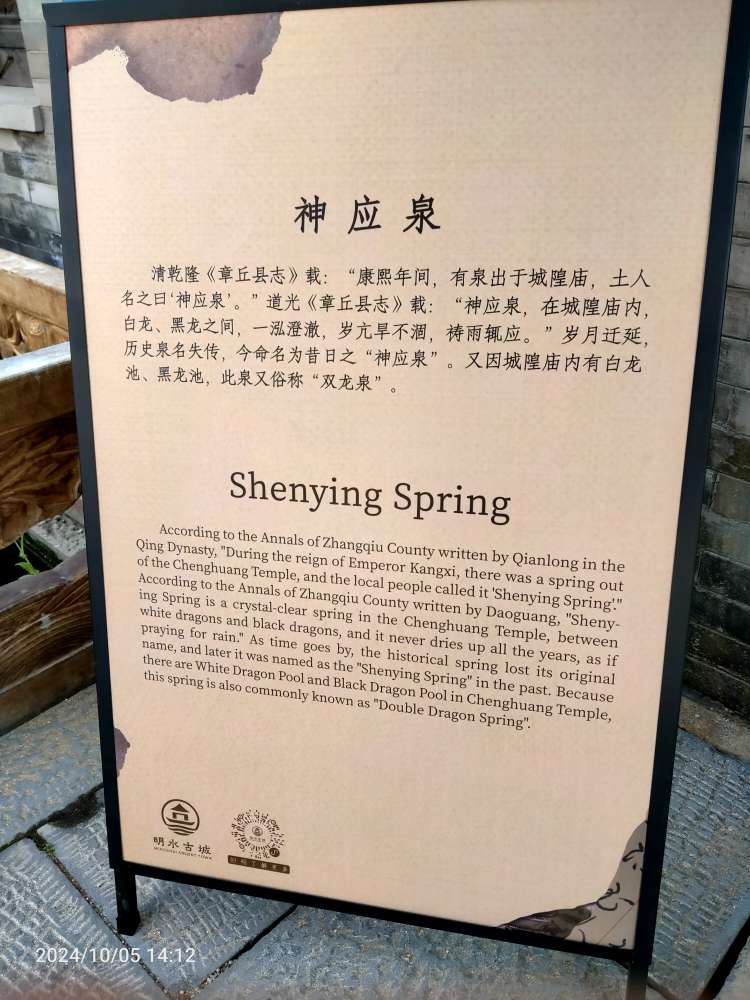 神应泉
清乾隆《章丘县志》载：“康熙年间，有泉出于城隍庙，土人
名之曰‘神应泉’。”道光《章丘县志》载：“神应泉，在城隍庙内，
白龙、黑龙之间，一泓澄澈，岁亢旱不涸，祷雨辄应。”岁月迁延，
历史泉名失传，今命名为昔日之“神应泉”。又因城隍庙内有白龙
池、黑龙池，此泉又俗称“双龙泉”。
Shenying Spring
According to the Annals of Zhangqiu County written by Qianlong in the
Qing Dynasty, "During the reign of Emperor Kangxi, there was a spring out
of the Chenghuang Temple, and the local people called it 'Shenying Spring'."
According to the Annals of Zhangqiu County written by Daoguang, "Sheny-
ing Spring is a crystal-clear spring in the Chenghuang Temple, between
white dragons and black dragons, and it never dries up all the years, as if
praying for rain." As time goes by, the historical spring lost its original
name, and later it was named as the "Shenying Spring" in the past. Because
there are White Dragon Pool and Black Dragon Pool in Chenghuang Temple,
this spring is also commonly known as "Double Dragon Spring".
明水古城
MINGSHUI ANCIENT TOWN
2024/10/05 14:12